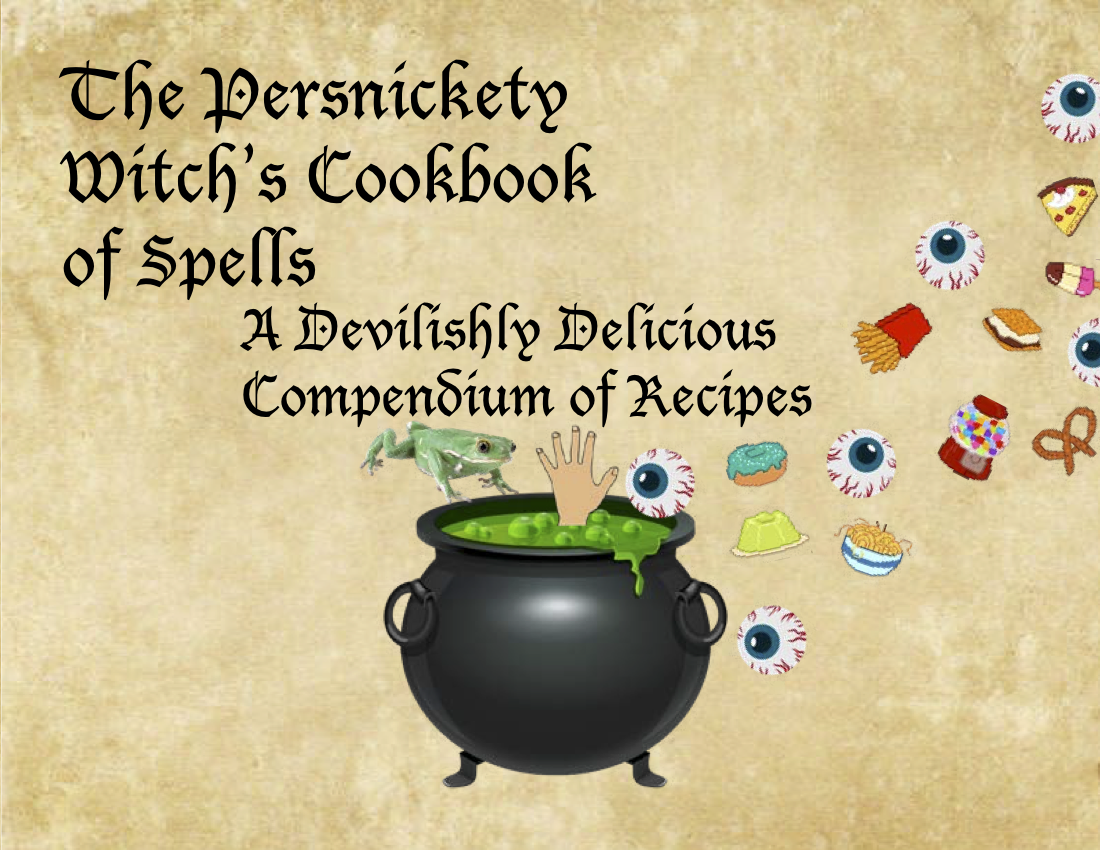 The Persnickety
Witch's Cookbook
of Spells
A Devilishly Delicious
Compendium of Recipes